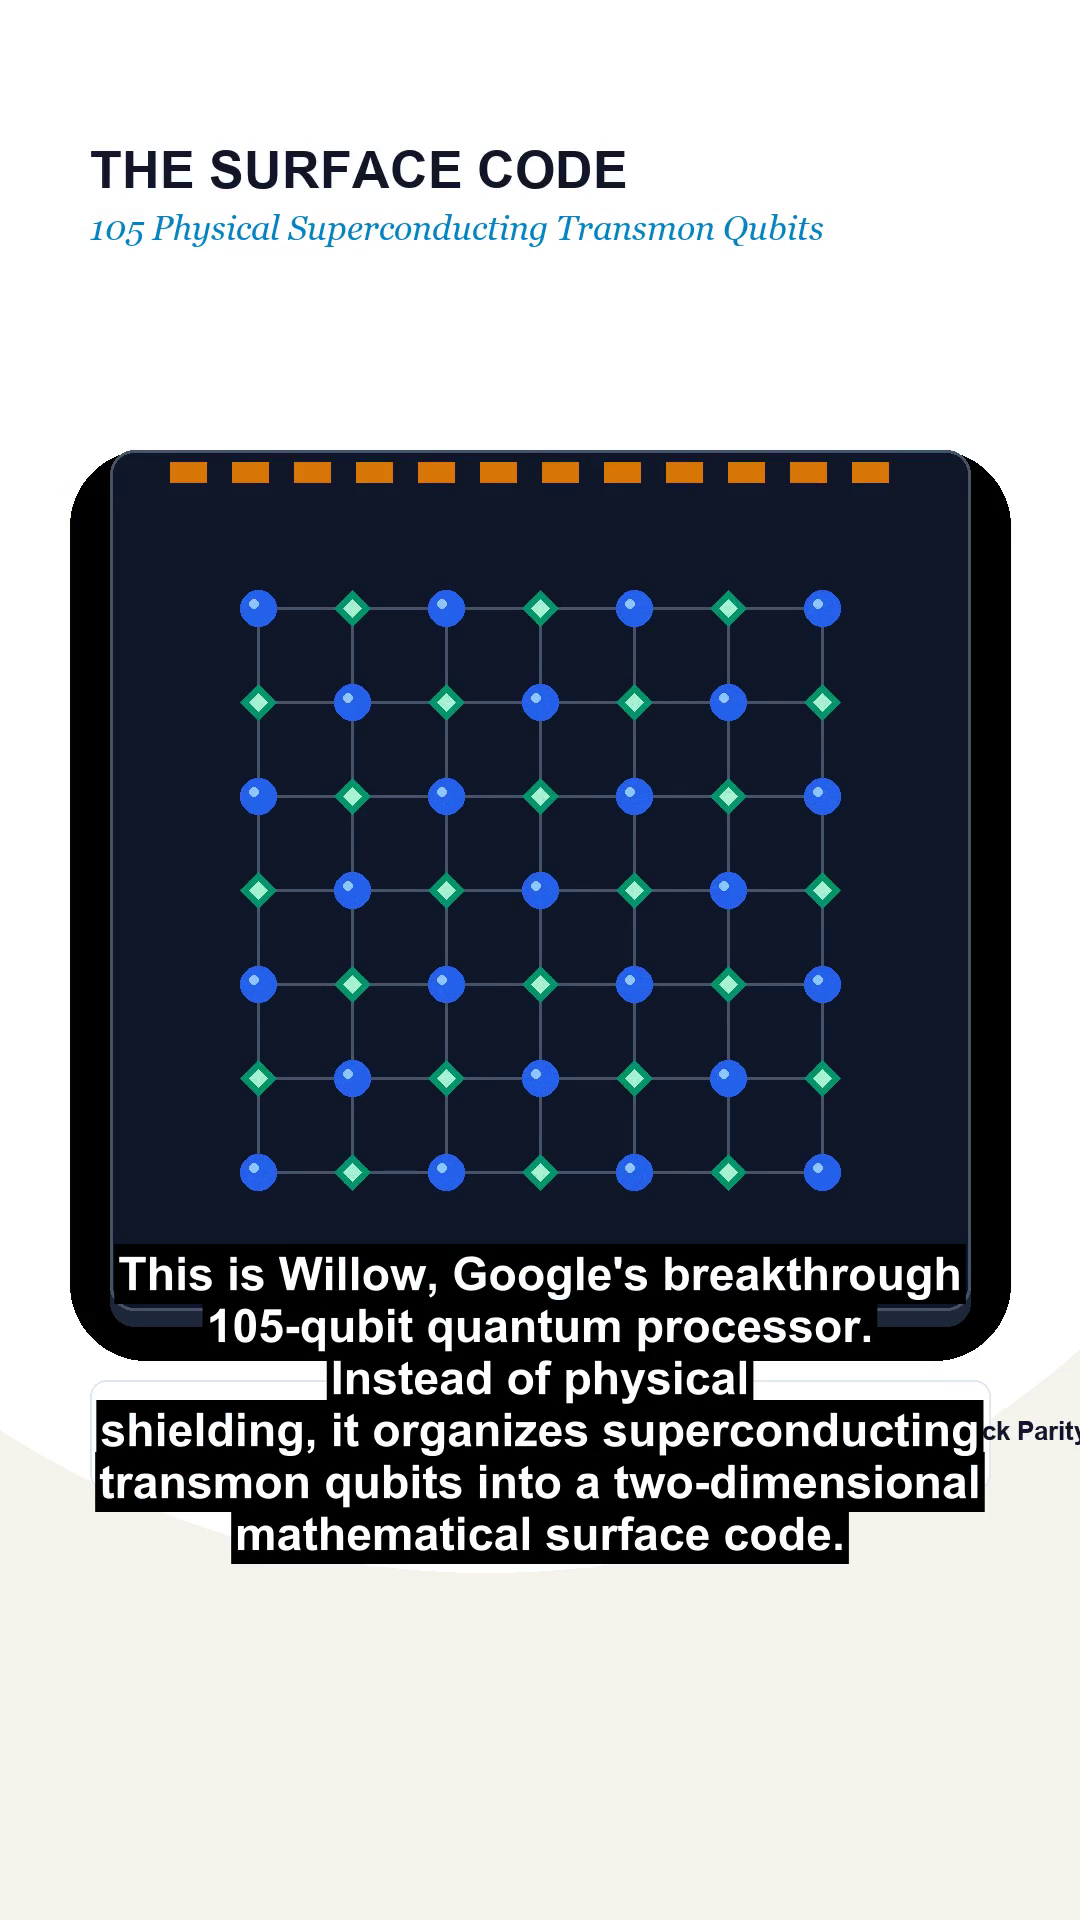 THE SURFACE CODE
105 Physical Superconducting Transmon Qubits
This is Willow, Google's breakthrough
105-qubit quantum processor.
Instead of physical
shielding, it organizes superconducting
transmon qubits into a two-dimensional
mathematical surface code.
Parity